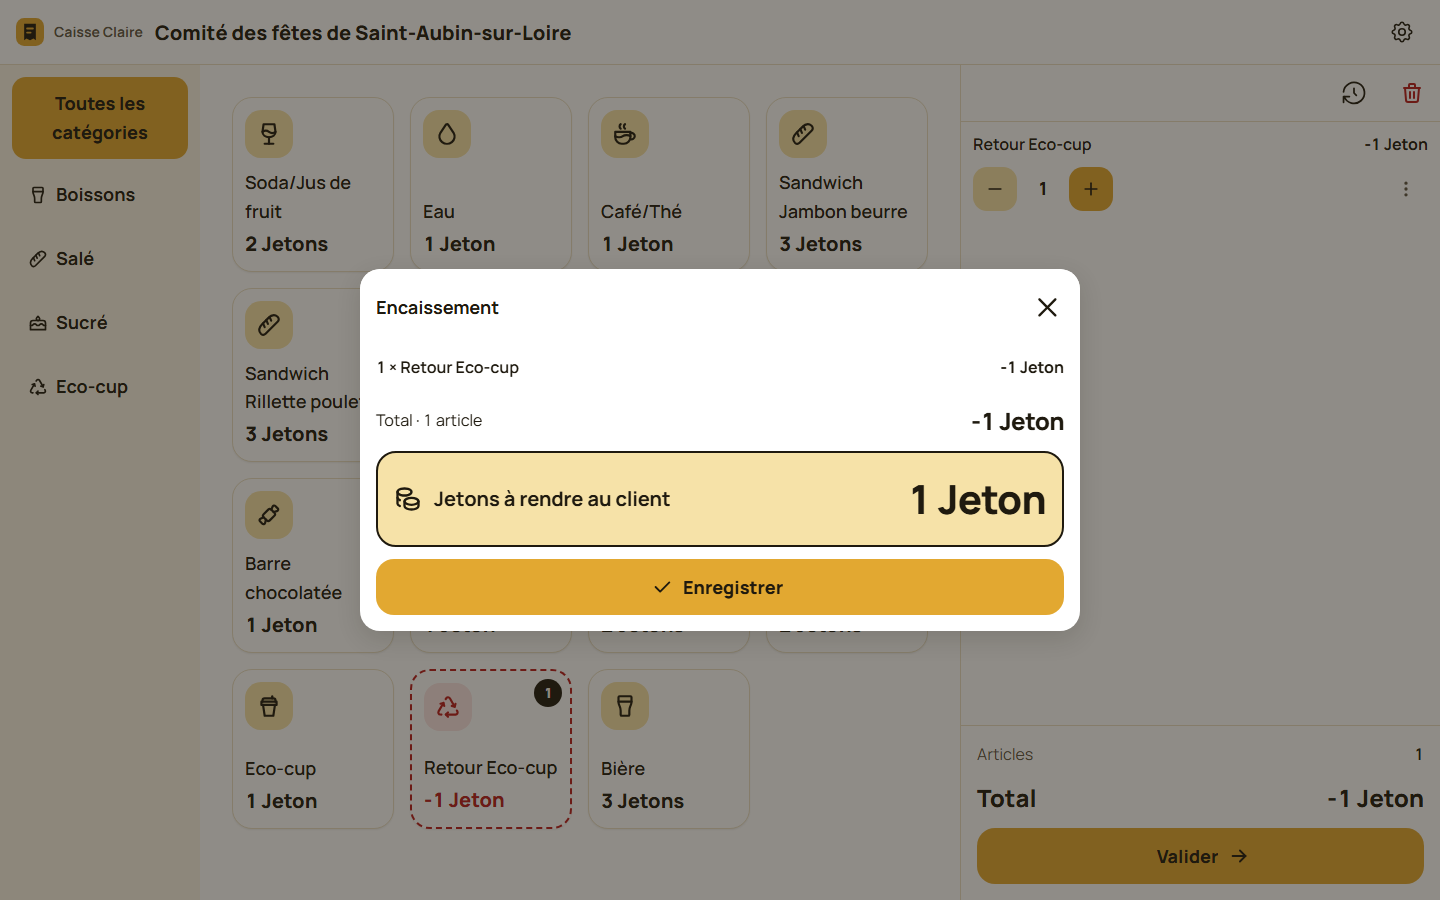 Caisse Claire
Comité des fêtes de Saint-Aubin-sur-Loire
Toutes les
catégories
Boissons
Salé
Sucré
Eco-cup
Soda/Jus de
fruit
2 Jetons
Eau
1 Jeton
Café/Thé
1 Jeton
Sandwich
Jambon beurre
3 Jetons
Sandwich
Rillette poule
3 Jetons
Barre
chocolatée
1 Jeton
Eco-cup
1 Jeton
1
Retour Eco-cup
-1 Jeton
Bière
3 Jetons
Encaissement
1 × Retour Eco-cup
-1 Jeton
Total · 1 article
-1 Jeton
Jetons à rendre au client
1 Jeton
Enregistrer
Retour Eco-cup
-1 Jeton
1
Articles
1
Total
-1 Jeton
Valider